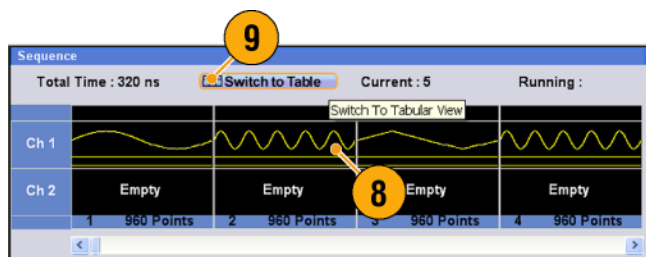 9
Sequence
Total Time : 320 ns Switch to Table Current : 5 Running :
Switch To Tabular View
Ch 1
8
Ch 2 Empty Empty Empty Empty
1 960 Points 2 960 Points 3 960 Points 4 960 Points